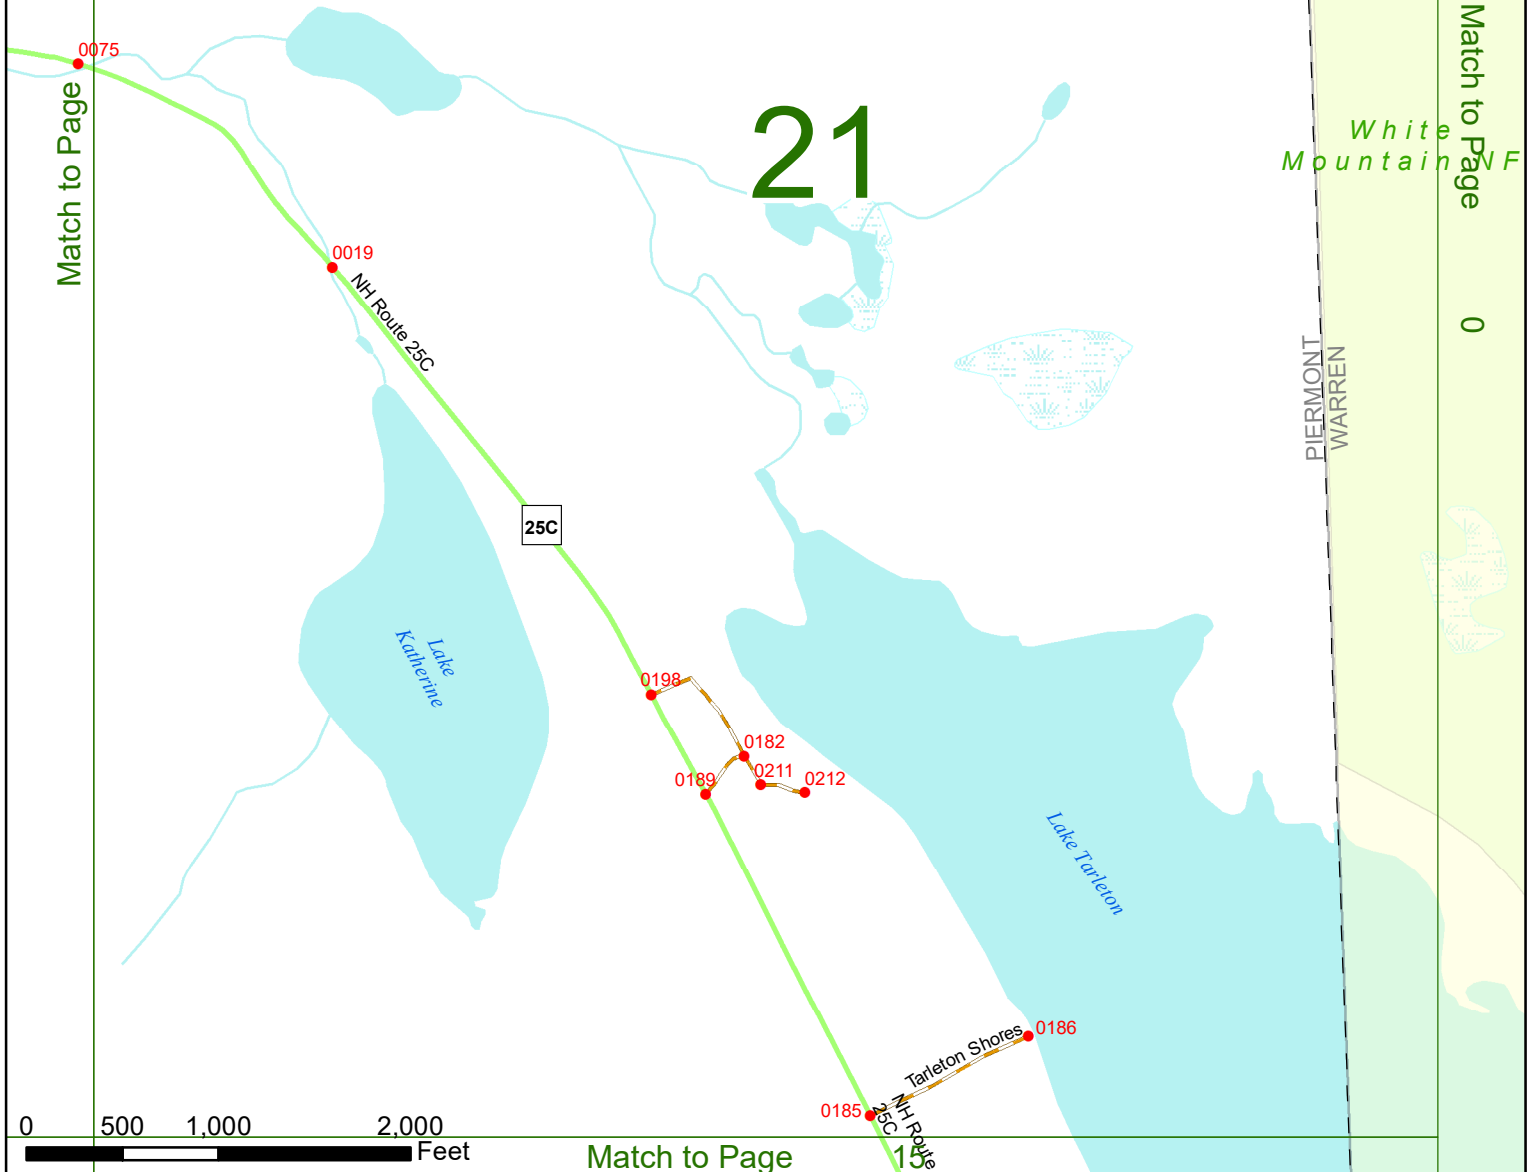 0075
Match to Page
21
White
Mountain NF
Match to Page 0
0019
NH Route 25C
PIERMONT
WARREN
25C
Lake
Katherine
0198
0182
0189
0211
0212
Lake Tarleton
Tarleton Shores
0186
0185
NH Route
25C
0 500 1,000 2,000
Feet
Match to Page 15